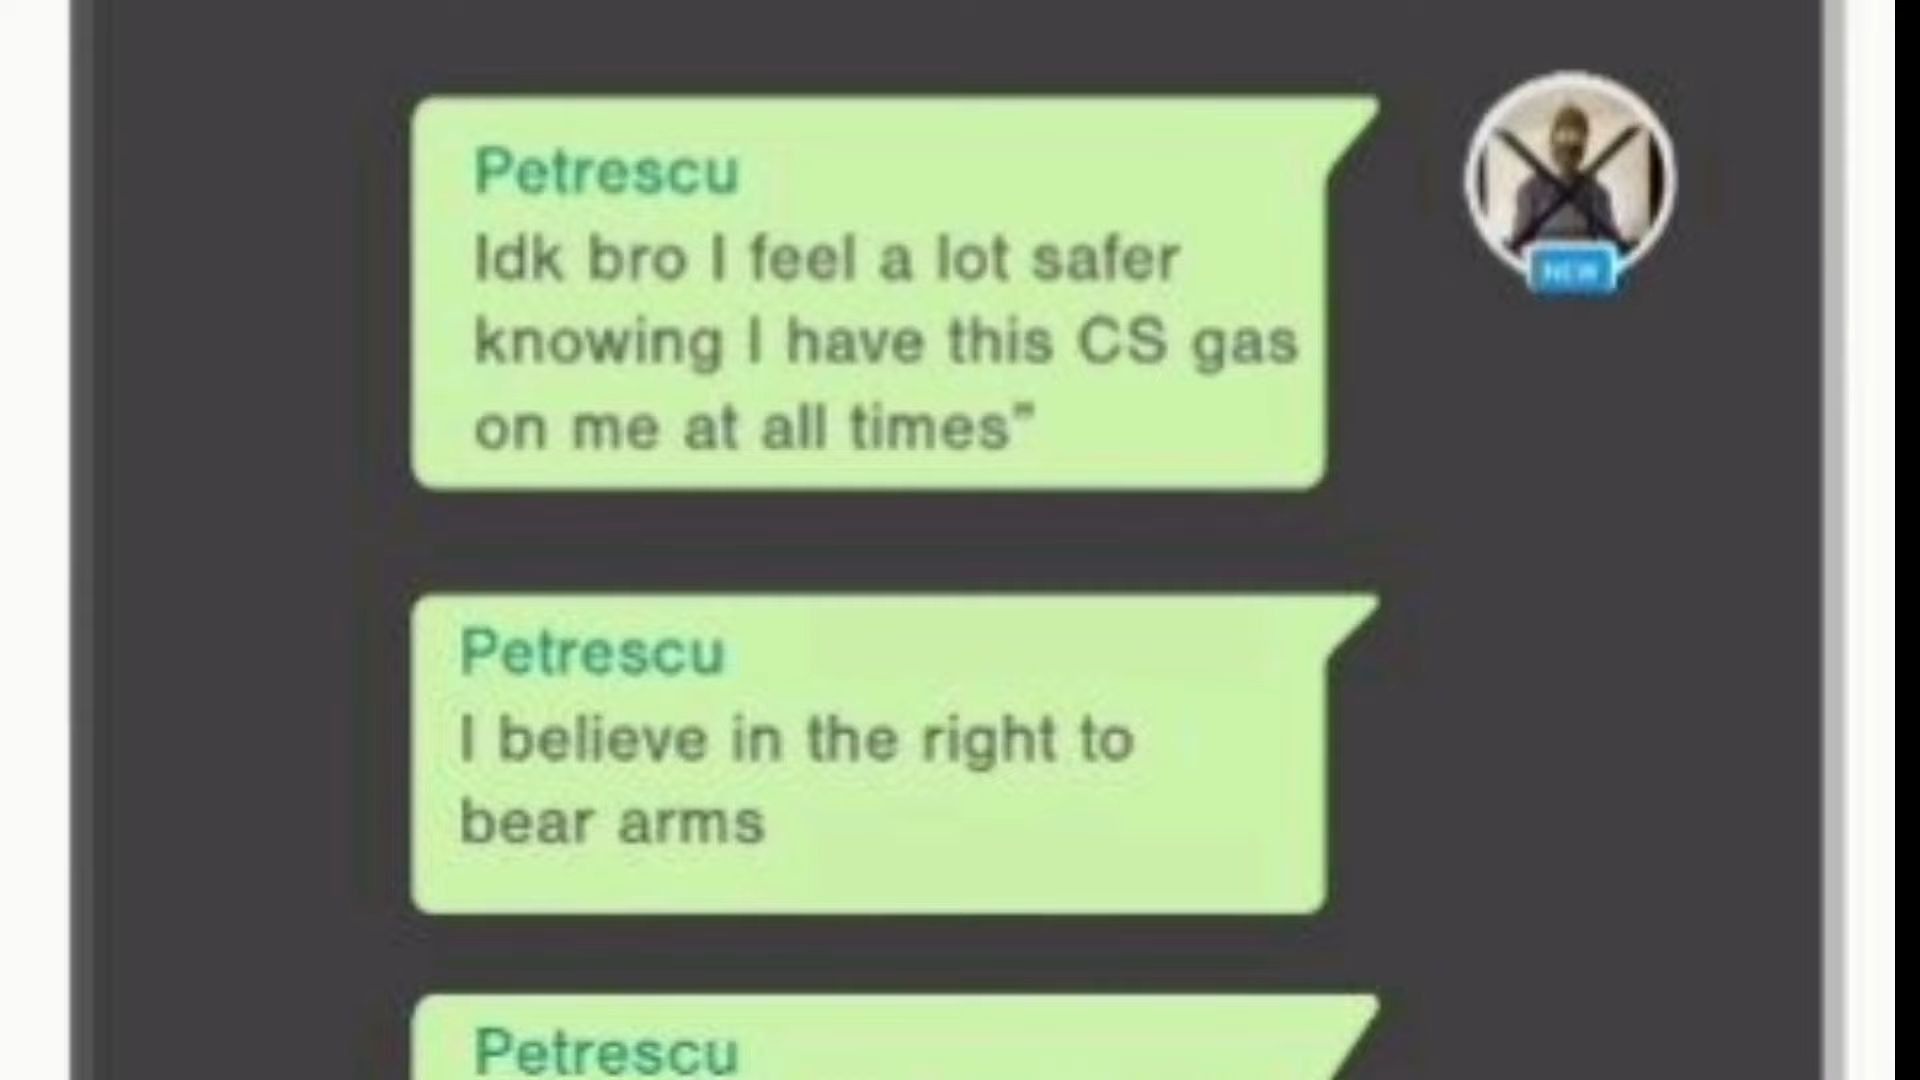 Petrescu
Idk bro I feel a lot safer
knowing I have this CS gas
on me at all times”
NEW
Petrescu
I believe in the right to
bear arms
Petrescu